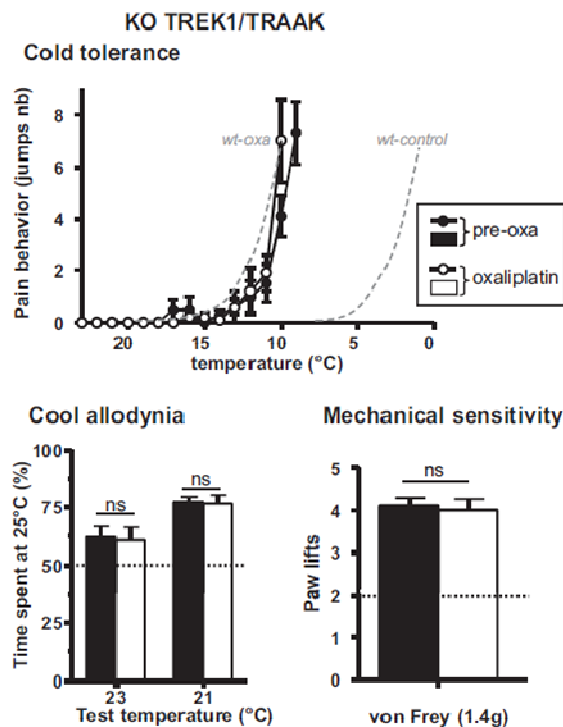 KO TREK1/TRAAK
Cold tolerance
Pain behavior (jumps nb)
8
6
4
2
0
wt-oxa
wt-control
pre-oxa
oxaliplatin
20 15 10 5 0
temperature (°C)
Cool allodynia
Time spent at 25°C (%)
100
75
50
25
0
ns
ns
23 21
Test temperature (°C)
Mechanical sensitivity
Paw lifts
5
4
3
2
1
0
ns
von Frey (1.4g)